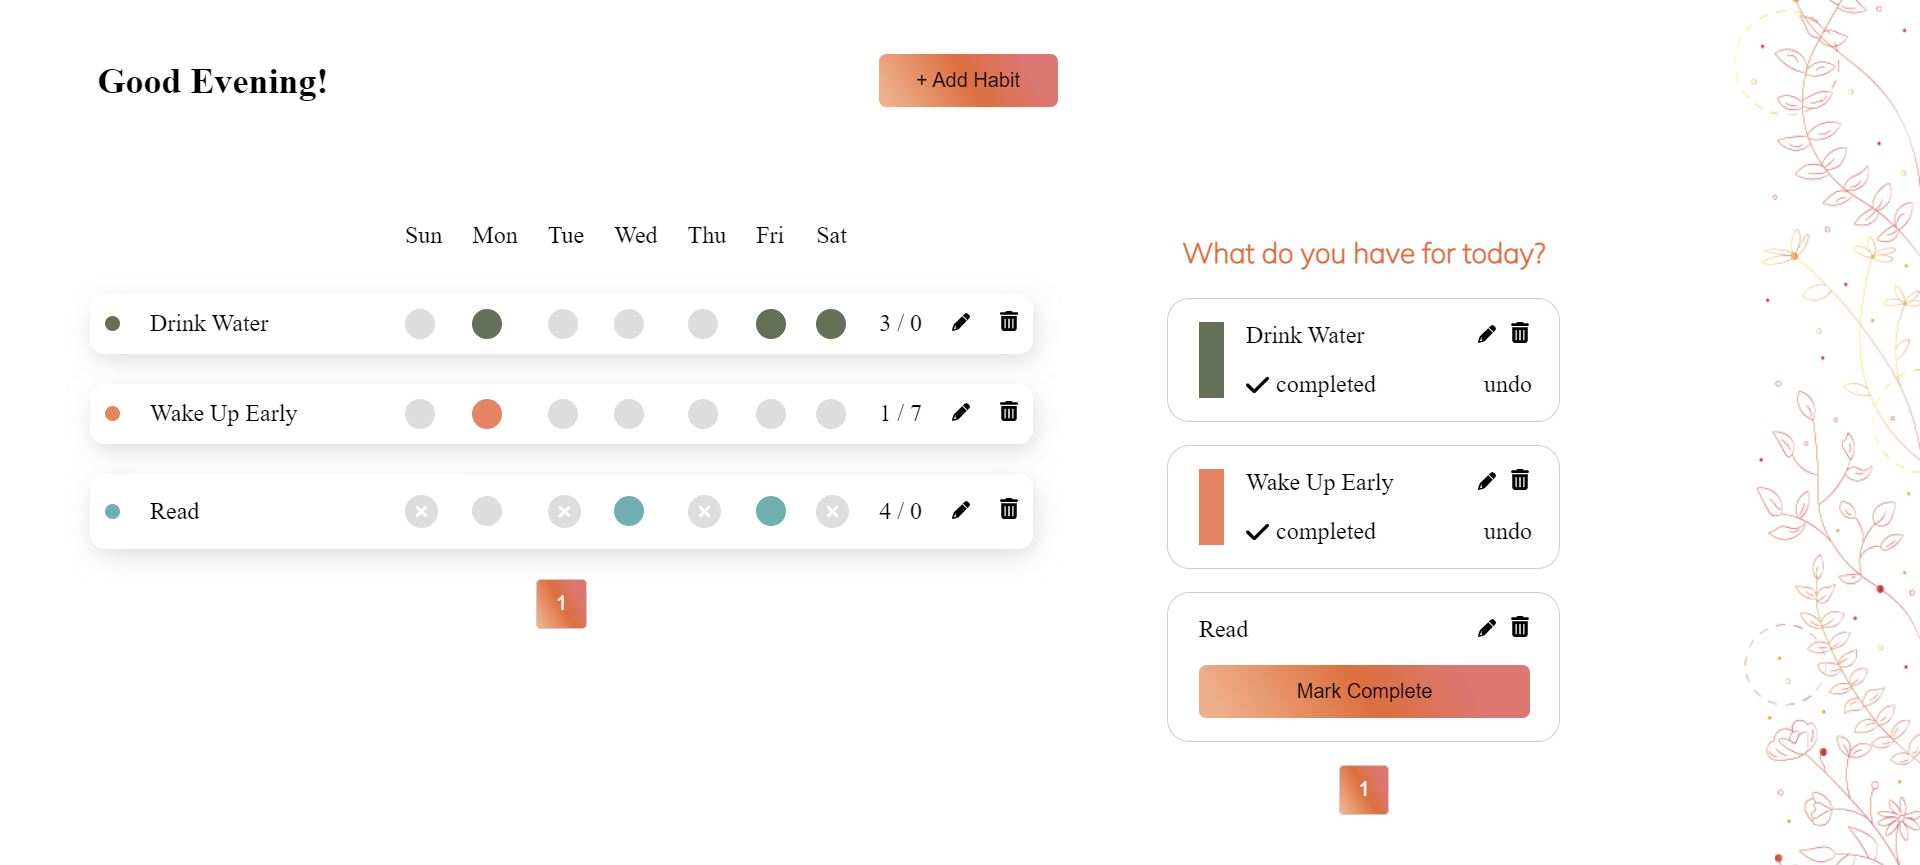 Good Evening!
+ Add Habit
Sun Mon Tue Wed Thu Fri Sat
Drink Water 3 / 0
Wake Up Early 1 / 7
Read 4 / 0
1
What do you have for today?
Drink Water
completed undo
Wake Up Early
completed undo
Read
Mark Complete
1